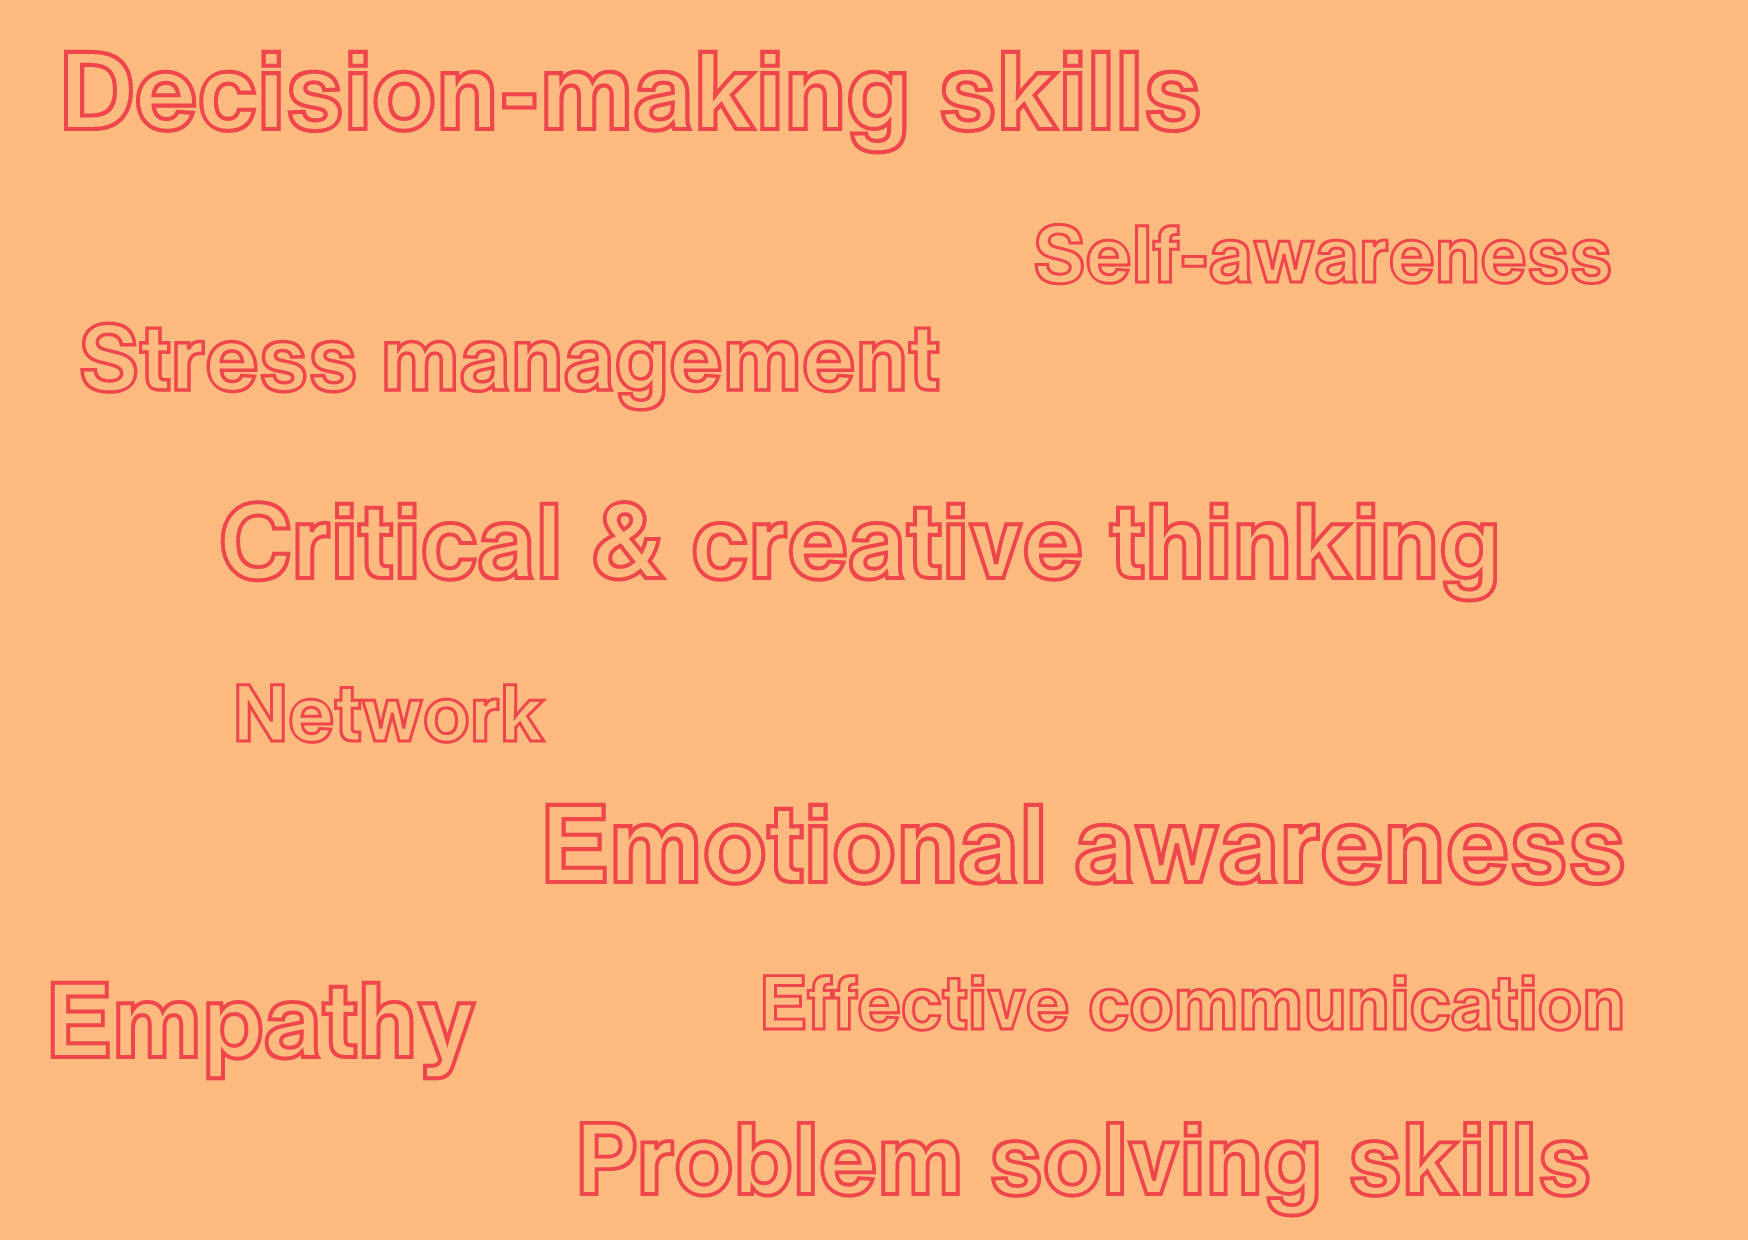 Decision-making skills
Self-awareness
Stress management
Critical & creative thinking
Network
Emotional awareness
Effective communication
Empathy
Problem solving skills